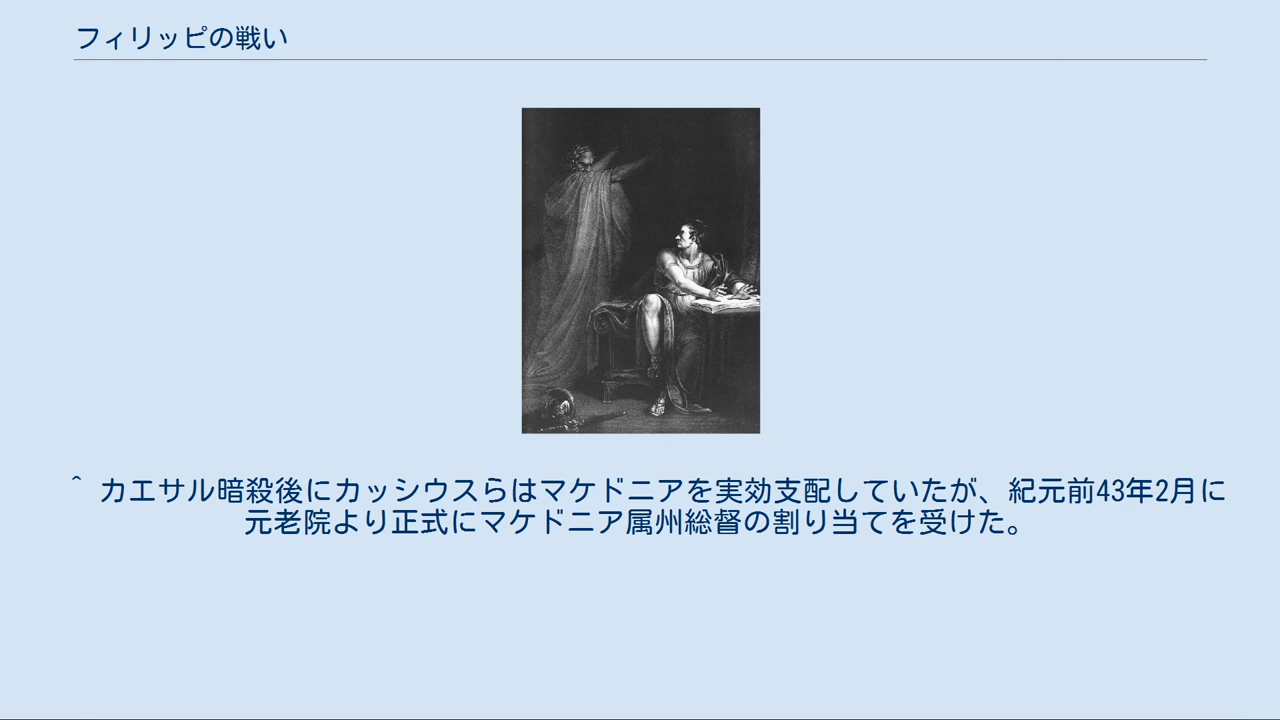 フィリッピの戦い
^ カエサル暗殺後にカッシウスらはマケドニアを実効支配していたが、紀元前43年2月に
元老院より正式にマケドニア属州総督の割り当てを受けた。